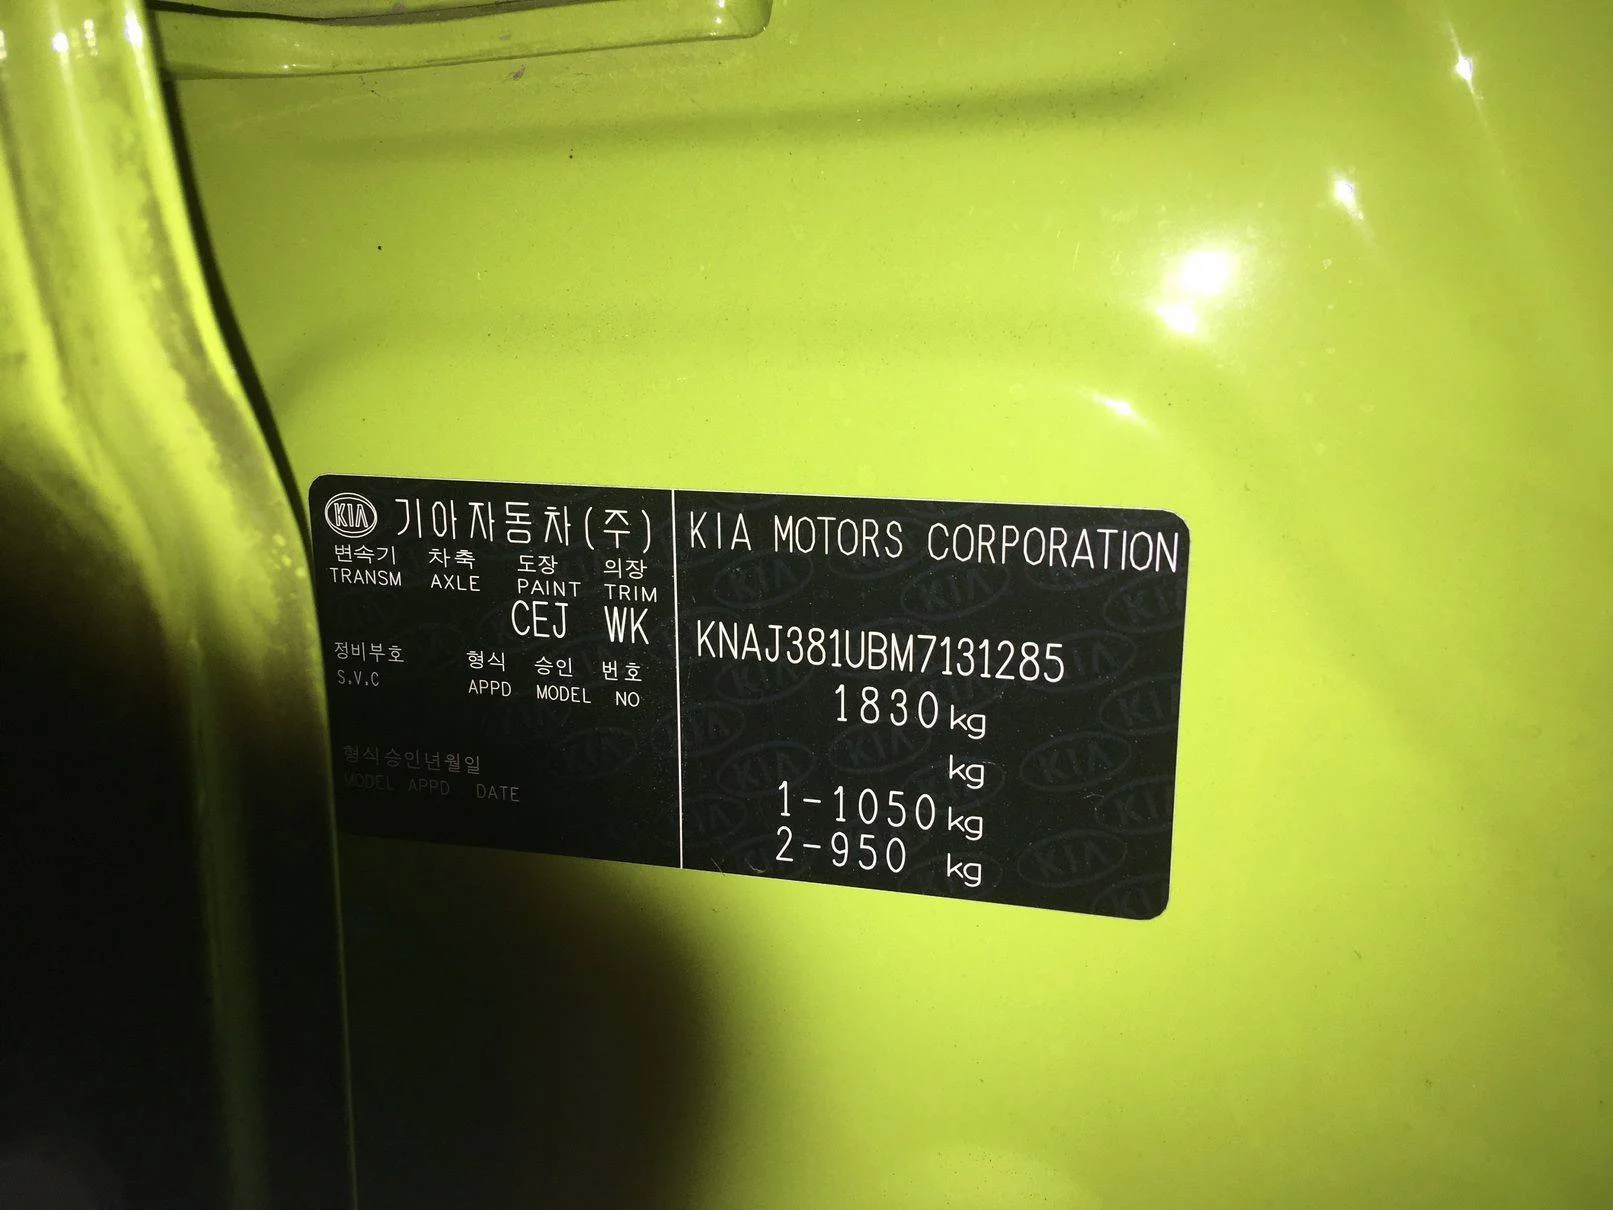 KIA 기아자동차(주)
변속기 차축 도장 의장
TRANSM AXLE PAINT TRIM
CEJ WK
정비부호 형식 승인 번호
S.V.C APPD MODEL NO
형식승인년월일
MODEL APPD DATE
KIA MOTORS CORPORATION
KNAJ381UBM7131285
1830kg
kg
1-1050kg
2-950 kg